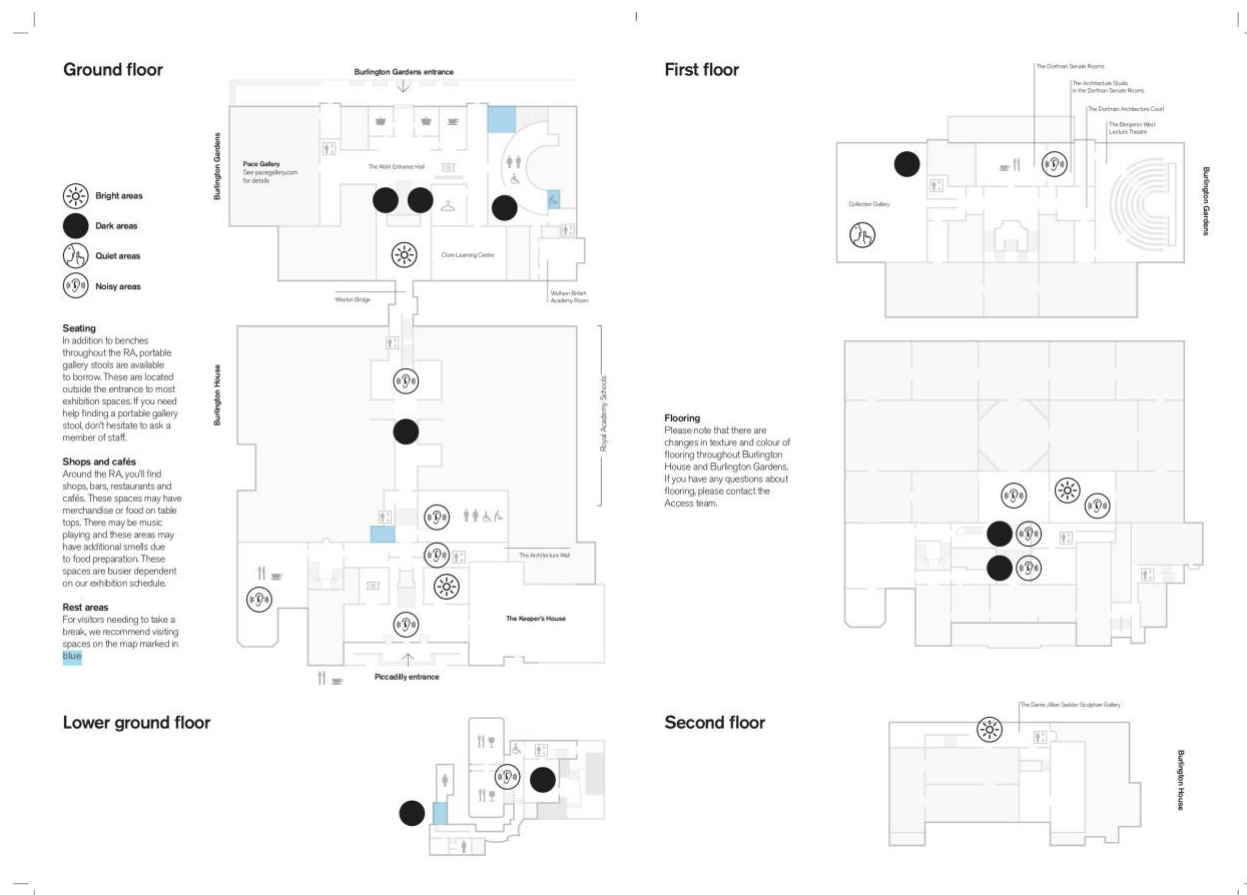 Ground floor
Burlington Gardens entrance
Burlington Gardens
Pace Gallery
See pacegallery.com
for details
The Wohl Entrance Hall
Clore Learning Centre
Weston Bridge
Wolfson British
Academy Room
Bright areas
Dark areas
Quiet areas
Noisy areas
Seating
In addition to benches
throughout the RA, portable
gallery stools are available
to borrow. These are located
outside the entrance to most
exhibition spaces. If you need
help finding a portable gallery
stool, don't hesitate to ask a
member of staff.
Shops and cafés
Around the RA, you'll find
shops, bars, restaurants and
cafés. These spaces may have
merchandise or food on table
tops. There may be music
playing and these areas may
have additional smells due
to food preparation. These
spaces are busier dependent
on our exhibition schedule.
Rest areas
For visitors needing to take a
break, we recommend visiting
spaces on the map marked in
blue
Burlington House
Royal Academy Schools
The Architecture Wall
The Keeper's House
Piccadilly entrance
Lower ground floor
First floor
The Dorfman Senate Rooms
The Architecture Studio
in the Dorfman Senate Rooms
The Dorfman Architecture Court
The Benjamin West
Lecture Theatre
Collection Gallery
Burlington Gardens
Flooring
Please note that there are
changes in texture and colour of
flooring throughout Burlington
House and Burlington Gardens.
If you have any questions about
flooring, please contact the
Access team.
Second floor
The Dame Jillian Sackler Sculpture Gallery
Burlington House